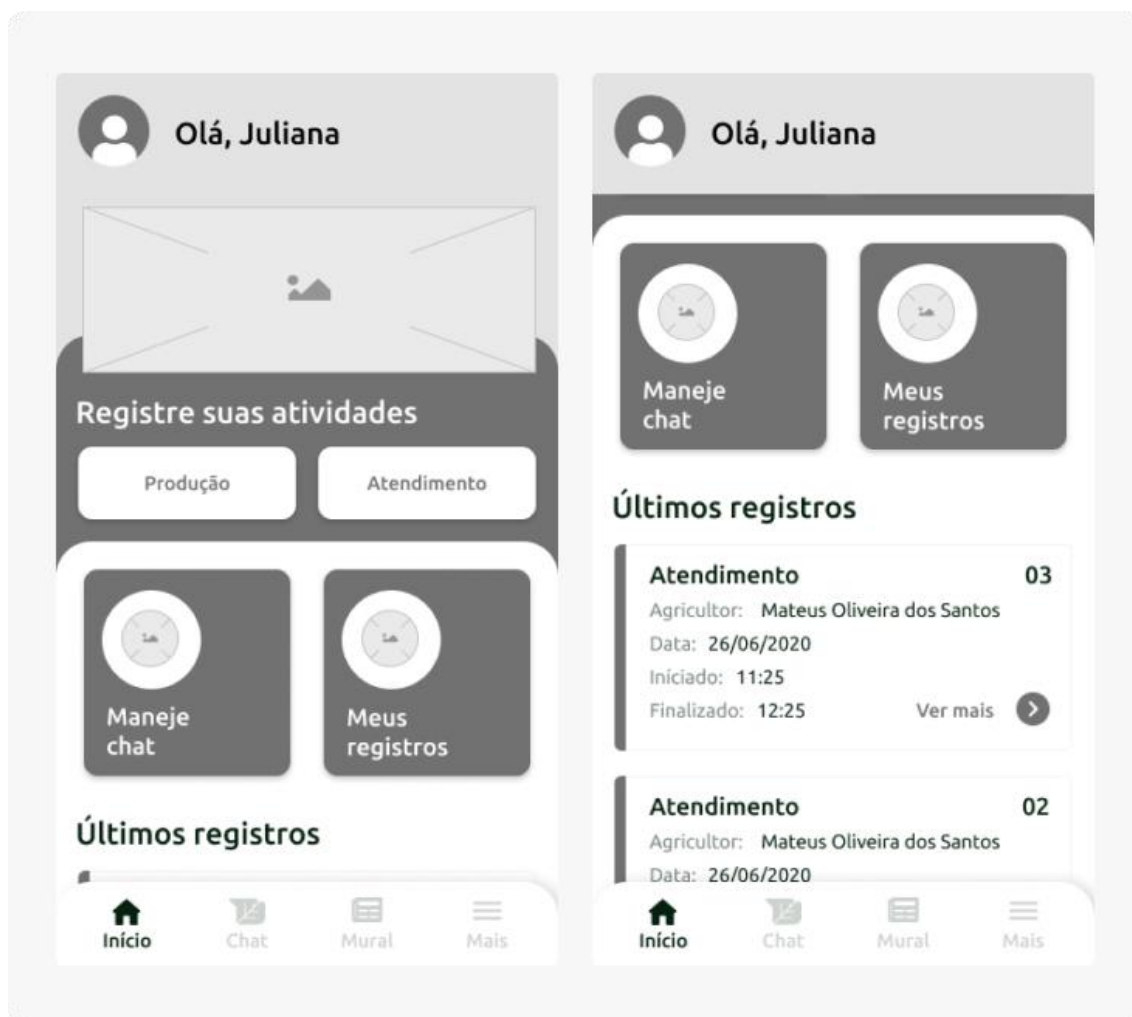 Olá, Juliana
Registre suas atividades
Produção
Atendimento
Maneje
chat
Meus
registros
Últimos registros
Início
Chat
Mural
Mais
Olá, Juliana
Maneje
chat
Meus
registros
Últimos registros
Atendimento 03
Agricultor: Mateus Oliveira dos Santos
Data: 26/06/2020
Iníciado: 11:25
Finalizado: 12:25 Ver mais
Atendimento 02
Agricultor: Mateus Oliveira dos Santos
Data: 26/06/2020
Início
Chat
Mural
Mais